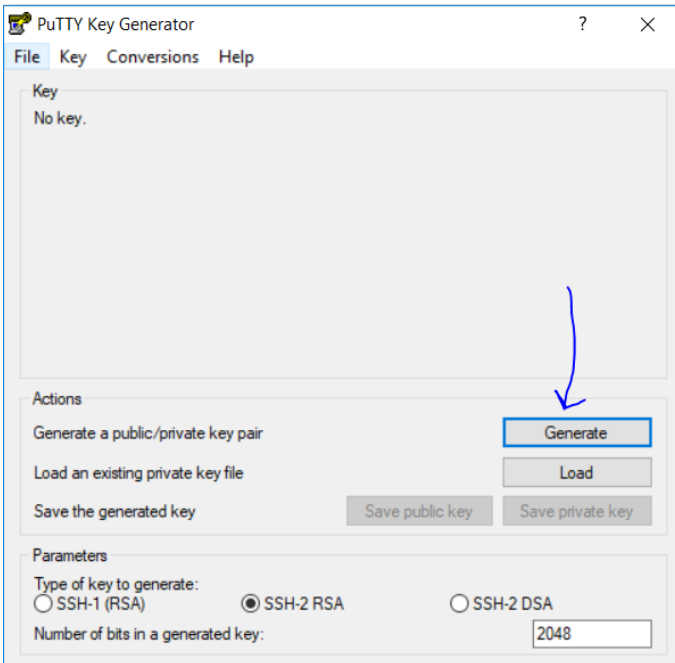 PuTTY Key Generator
File Key Conversions Help
Key
No key.
Actions
Generate a public/private key pair Generate
Load an existing private key file Load
Save the generated key Save public key Save private key
Parameters
Type of key to generate:
SSH-1 (RSA) SSH-2 RSA SSH-2 DSA
Number of bits in a generated key: 2048